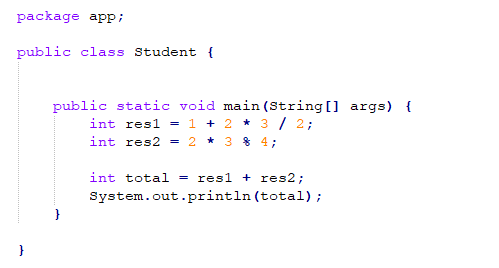 package app;
public class Student {
public static void main(String[] args) {
int res1 = 1 + 2 * 3 / 2;
int res2 = 2 * 3 % 4;
int total = res1 + res2;
System.out.println(total);
}
}